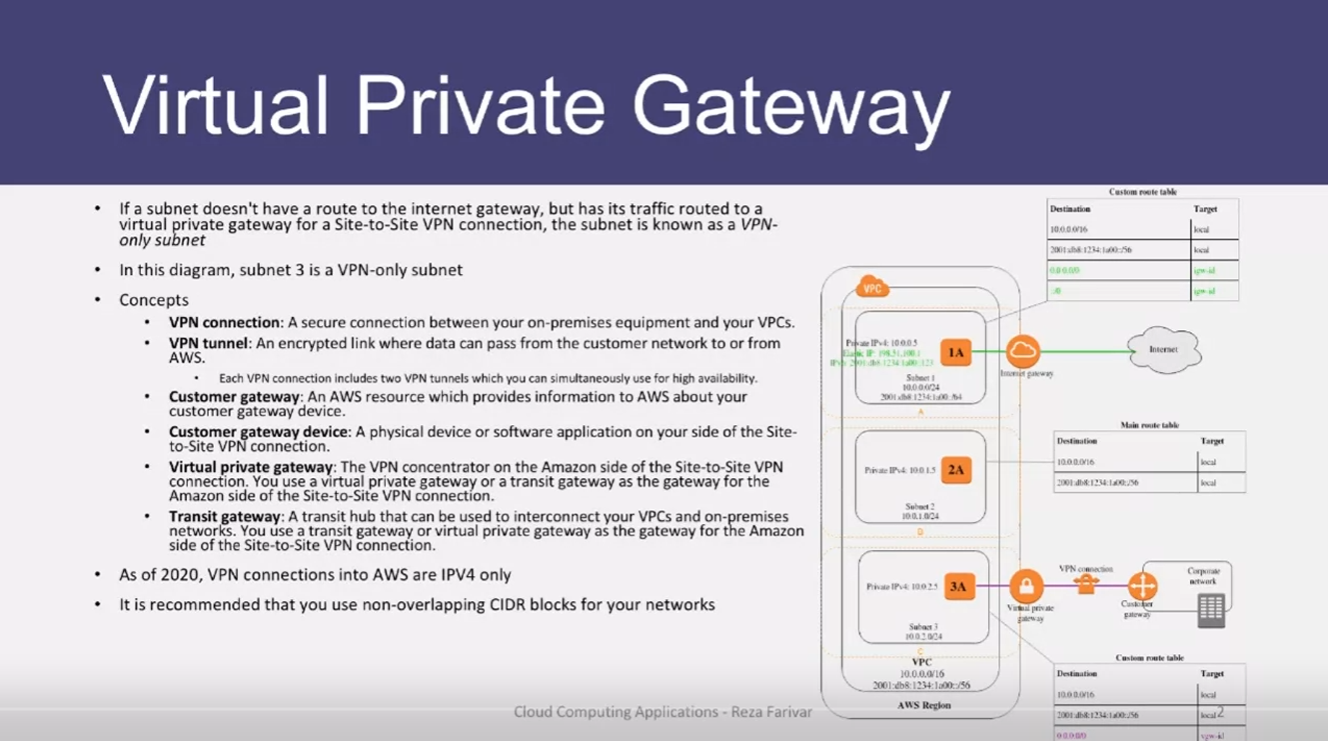 Virtual Private Gateway
• If a subnet doesn't have a route to the internet gateway, but has its traffic routed to a
virtual private gateway for a Site-to-Site VPN connection, the subnet is known as a VPN-
only subnet
• In this diagram, subnet 3 is a VPN-only subnet
• Concepts
• VPN connection: A secure connection between your on-premises equipment and your VPCs.
• VPN tunnel: An encrypted link where data can pass from the customer network to or from
AWS.
• Each VPN connection includes two VPN tunnels which you can simultaneously use for high availability.
• Customer gateway: An AWS resource which provides information to AWS about your
customer gateway device.
• Customer gateway device: A physical device or software application on your side of the Site-
to-Site VPN connection.
• Virtual private gateway: The VPN concentrator on the Amazon side of the Site-to-Site VPN
connection. You use a virtual private gateway or a transit gateway as the gateway for the
Amazon side of the Site-to-Site VPN connection.
• Transit gateway: A transit hub that can be used to interconnect your VPCs and on-premises
networks. You use a transit gateway or virtual private gateway as the gateway for the Amazon
side of the Site-to-Site VPN connection.
• As of 2020, VPN connections into AWS are IPV4 only
• It is recommended that you use non-overlapping CIDR blocks for your networks
Custom route table
Destination Target
10.0.0.0/16 local
2001:db8:1234:1a00::/56 local
0.0.0.0/0 igw-id
::/0 igw-id
VPC
Private IPv4: 10.0.0.5
Elastic IP: 198.51.100.1
IPv6: 2001:db8:1234:1a00::123
1A
Subnet 1
10.0.0.0/24
2001:db8:1234:1a00::/64
A
Internet gateway
Internet
Main route table
Destination Target
10.0.0.0/16 local
2001:db8:1234:1a00::/56 local
Private IPv4: 10.0.1.5
2A
Subnet 2
10.0.1.0/24
B
Private IPv4: 10.0.2.5
3A
Subnet 3
10.0.2.0/24
C
Virtual private
gateway
VPN connection
Customer
gateway
Corporate
network
VPC
10.0.0.0/16
2001:db8:1234:1a00::/56
AWS Region
Custom route table
Destination Target
10.0.0.0/16 local
2001:db8:1234:1a00::/56 local
0.0.0.0/0 vgw-id
Cloud Computing Applications - Reza Farivar
2